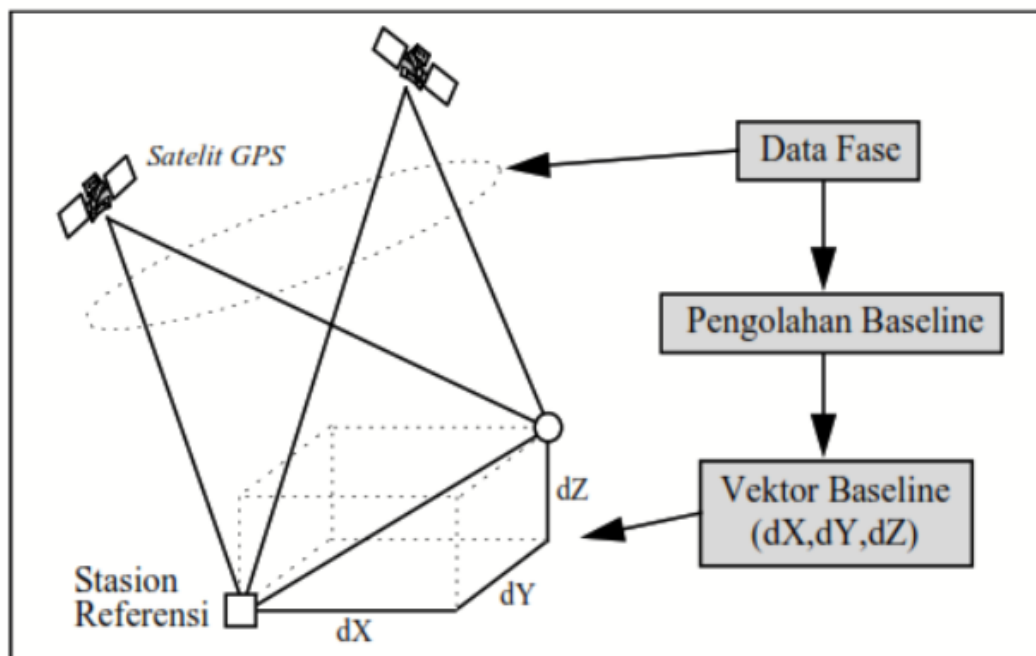 Satelit GPS
Data Fase
Pengolahan Baseline
Vektor Baseline
(dX,dY,dZ)
dZ
dY
dX
Stasion
Referensi